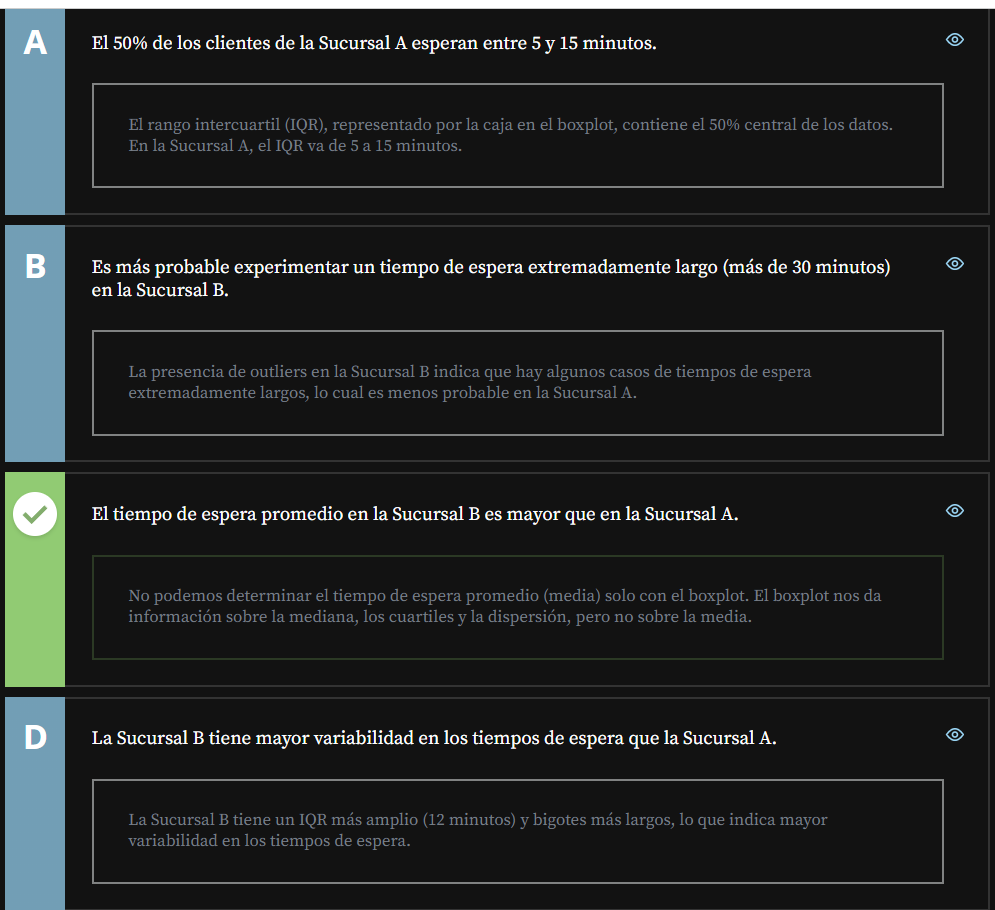 A
El 50% de los clientes de la Sucursal A esperan entre 5 y 15 minutos.
El rango intercuartil (IQR), representado por la caja en el boxplot, contiene el 50% central de los datos.
En la Sucursal A, el IQR va de 5 a 15 minutos.
B
Es más probable experimentar un tiempo de espera extremadamente largo (más de 30 minutos)
en la Sucursal B.
La presencia de outliers en la Sucursal B indica que hay algunos casos de tiempos de espera
extremadamente largos, lo cual es menos probable en la Sucursal A.
El tiempo de espera promedio en la Sucursal B es mayor que en la Sucursal A.
No podemos determinar el tiempo de espera promedio (media) solo con el boxplot. El boxplot nos da
información sobre la mediana, los cuartiles y la dispersión, pero no sobre la media.
D
La Sucursal B tiene mayor variabilidad en los tiempos de espera que la Sucursal A.
La Sucursal B tiene un IQR más amplio (12 minutos) y bigotes más largos, lo que indica mayor
variabilidad en los tiempos de espera.